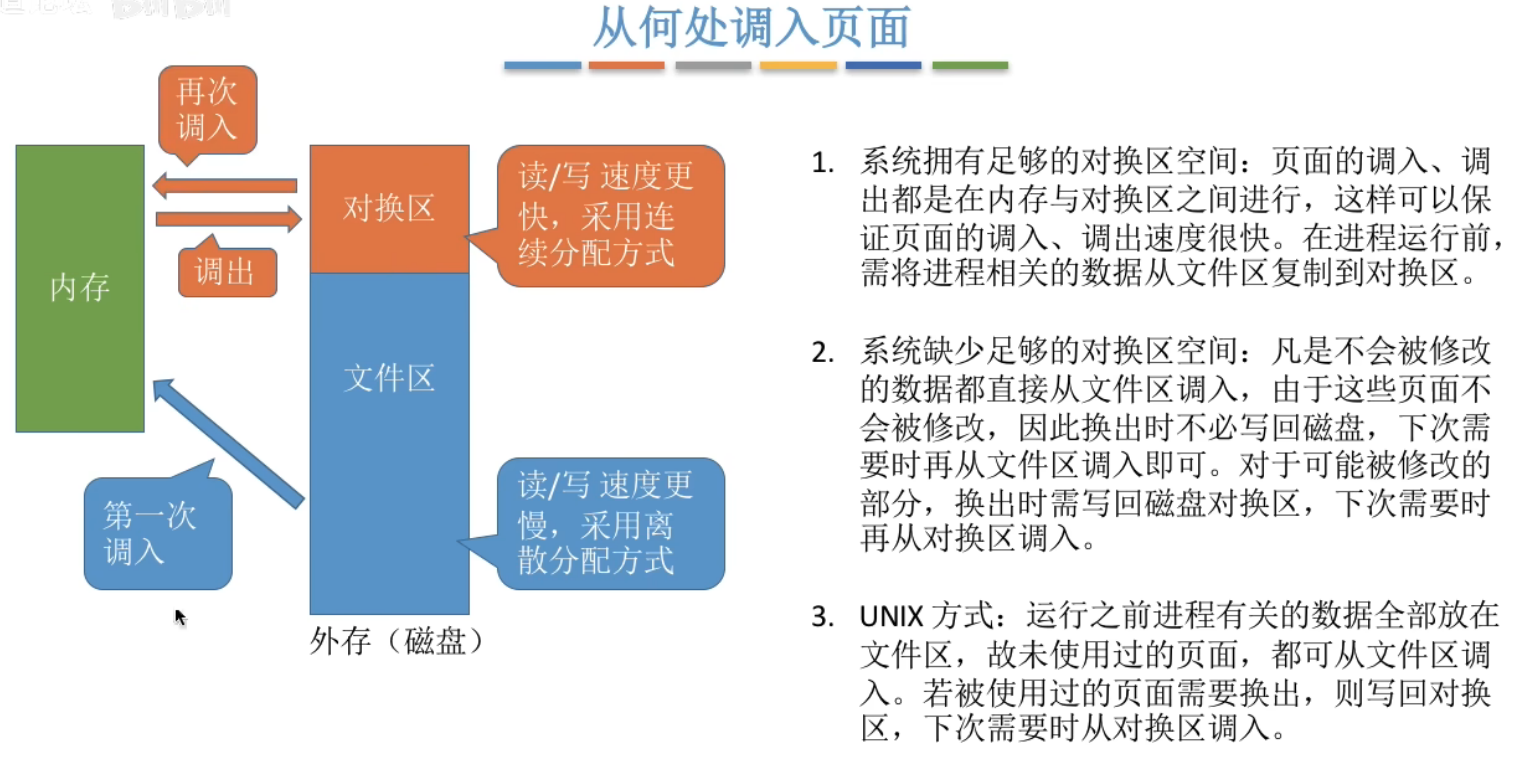 从何处调入页面
再次
调入
调出
内存
第一次
调入
对换区
文件区
外存（磁盘）
读/写 速度更
快，采用连
续分配方式
读/写 速度更
慢，采用离
散分配方式
1. 系统拥有足够的对换区空间：页面的调入、调
出都是在内存与对换区之间进行，这样可以保
证页面的调入、调出速度很快。在进程运行前，
需将进程相关的数据从文件区复制到对换区。
2. 系统缺少足够的对换区空间：凡是不会被修改
的数据都直接从文件区调入，由于这些页面不
会被修改，因此换出时不必写回磁盘，下次需
要时再从文件区调入即可。对于可能被修改的
部分，换出时需写回磁盘对换区，下次需要时
再从对换区调入。
3. UNIX 方式：运行之前进程有关的数据全部放在
文件区，故未使用过的页面，都可从文件区调
入。若被使用过的页面需要换出，则写回对换
区，下次需要时从对换区调入。